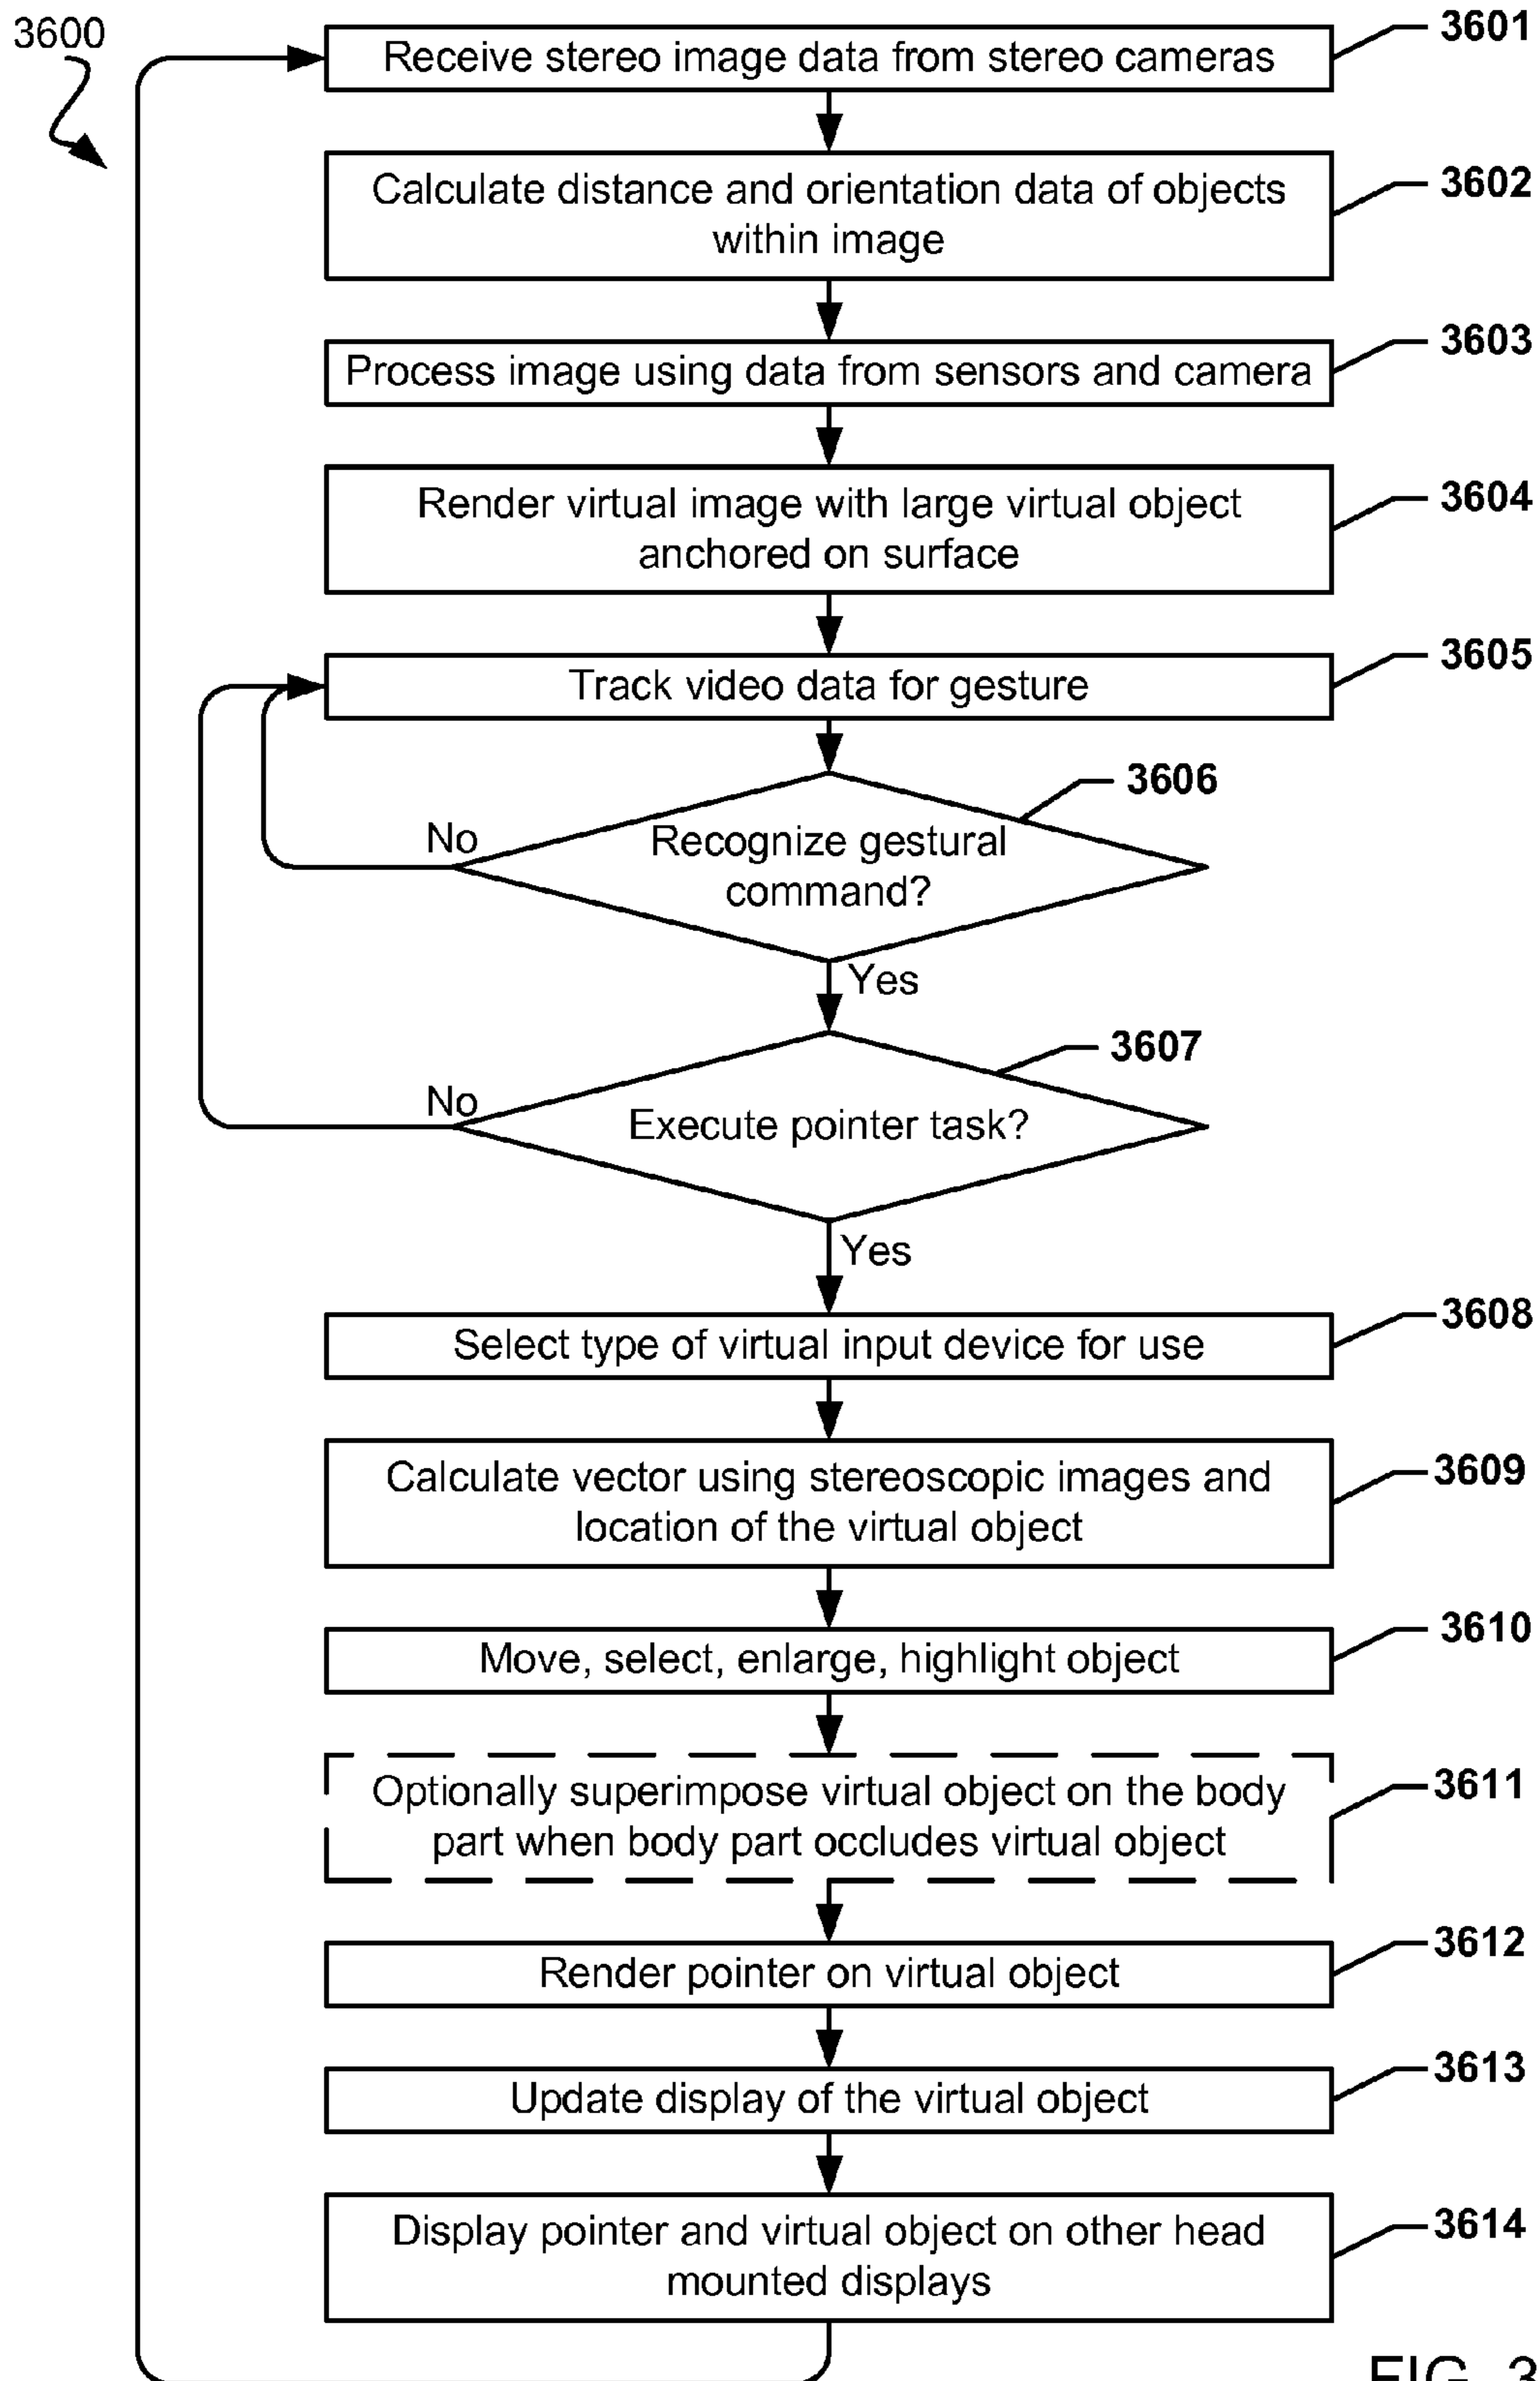 3600
Receive stereo image data from stereo cameras
3601
Calculate distance and orientation data of objects
within image
3602
Process image using data from sensors and camera
3603
Render virtual image with large virtual object
anchored on surface
3604
Track video data for gesture
3605
3606
No
Recognize gestural
command?
Yes
3607
No
Execute pointer task?
Yes
Select type of virtual input device for use
3608
Calculate vector using stereoscopic images and
location of the virtual object
3609
Move, select, enlarge, highlight object
3610
Optionally superimpose virtual object on the body
part when body part occludes virtual object
3611
Render pointer on virtual object
3612
Update display of the virtual object
3613
Display pointer and virtual object on other head
mounted displays
3614
FIG. 3